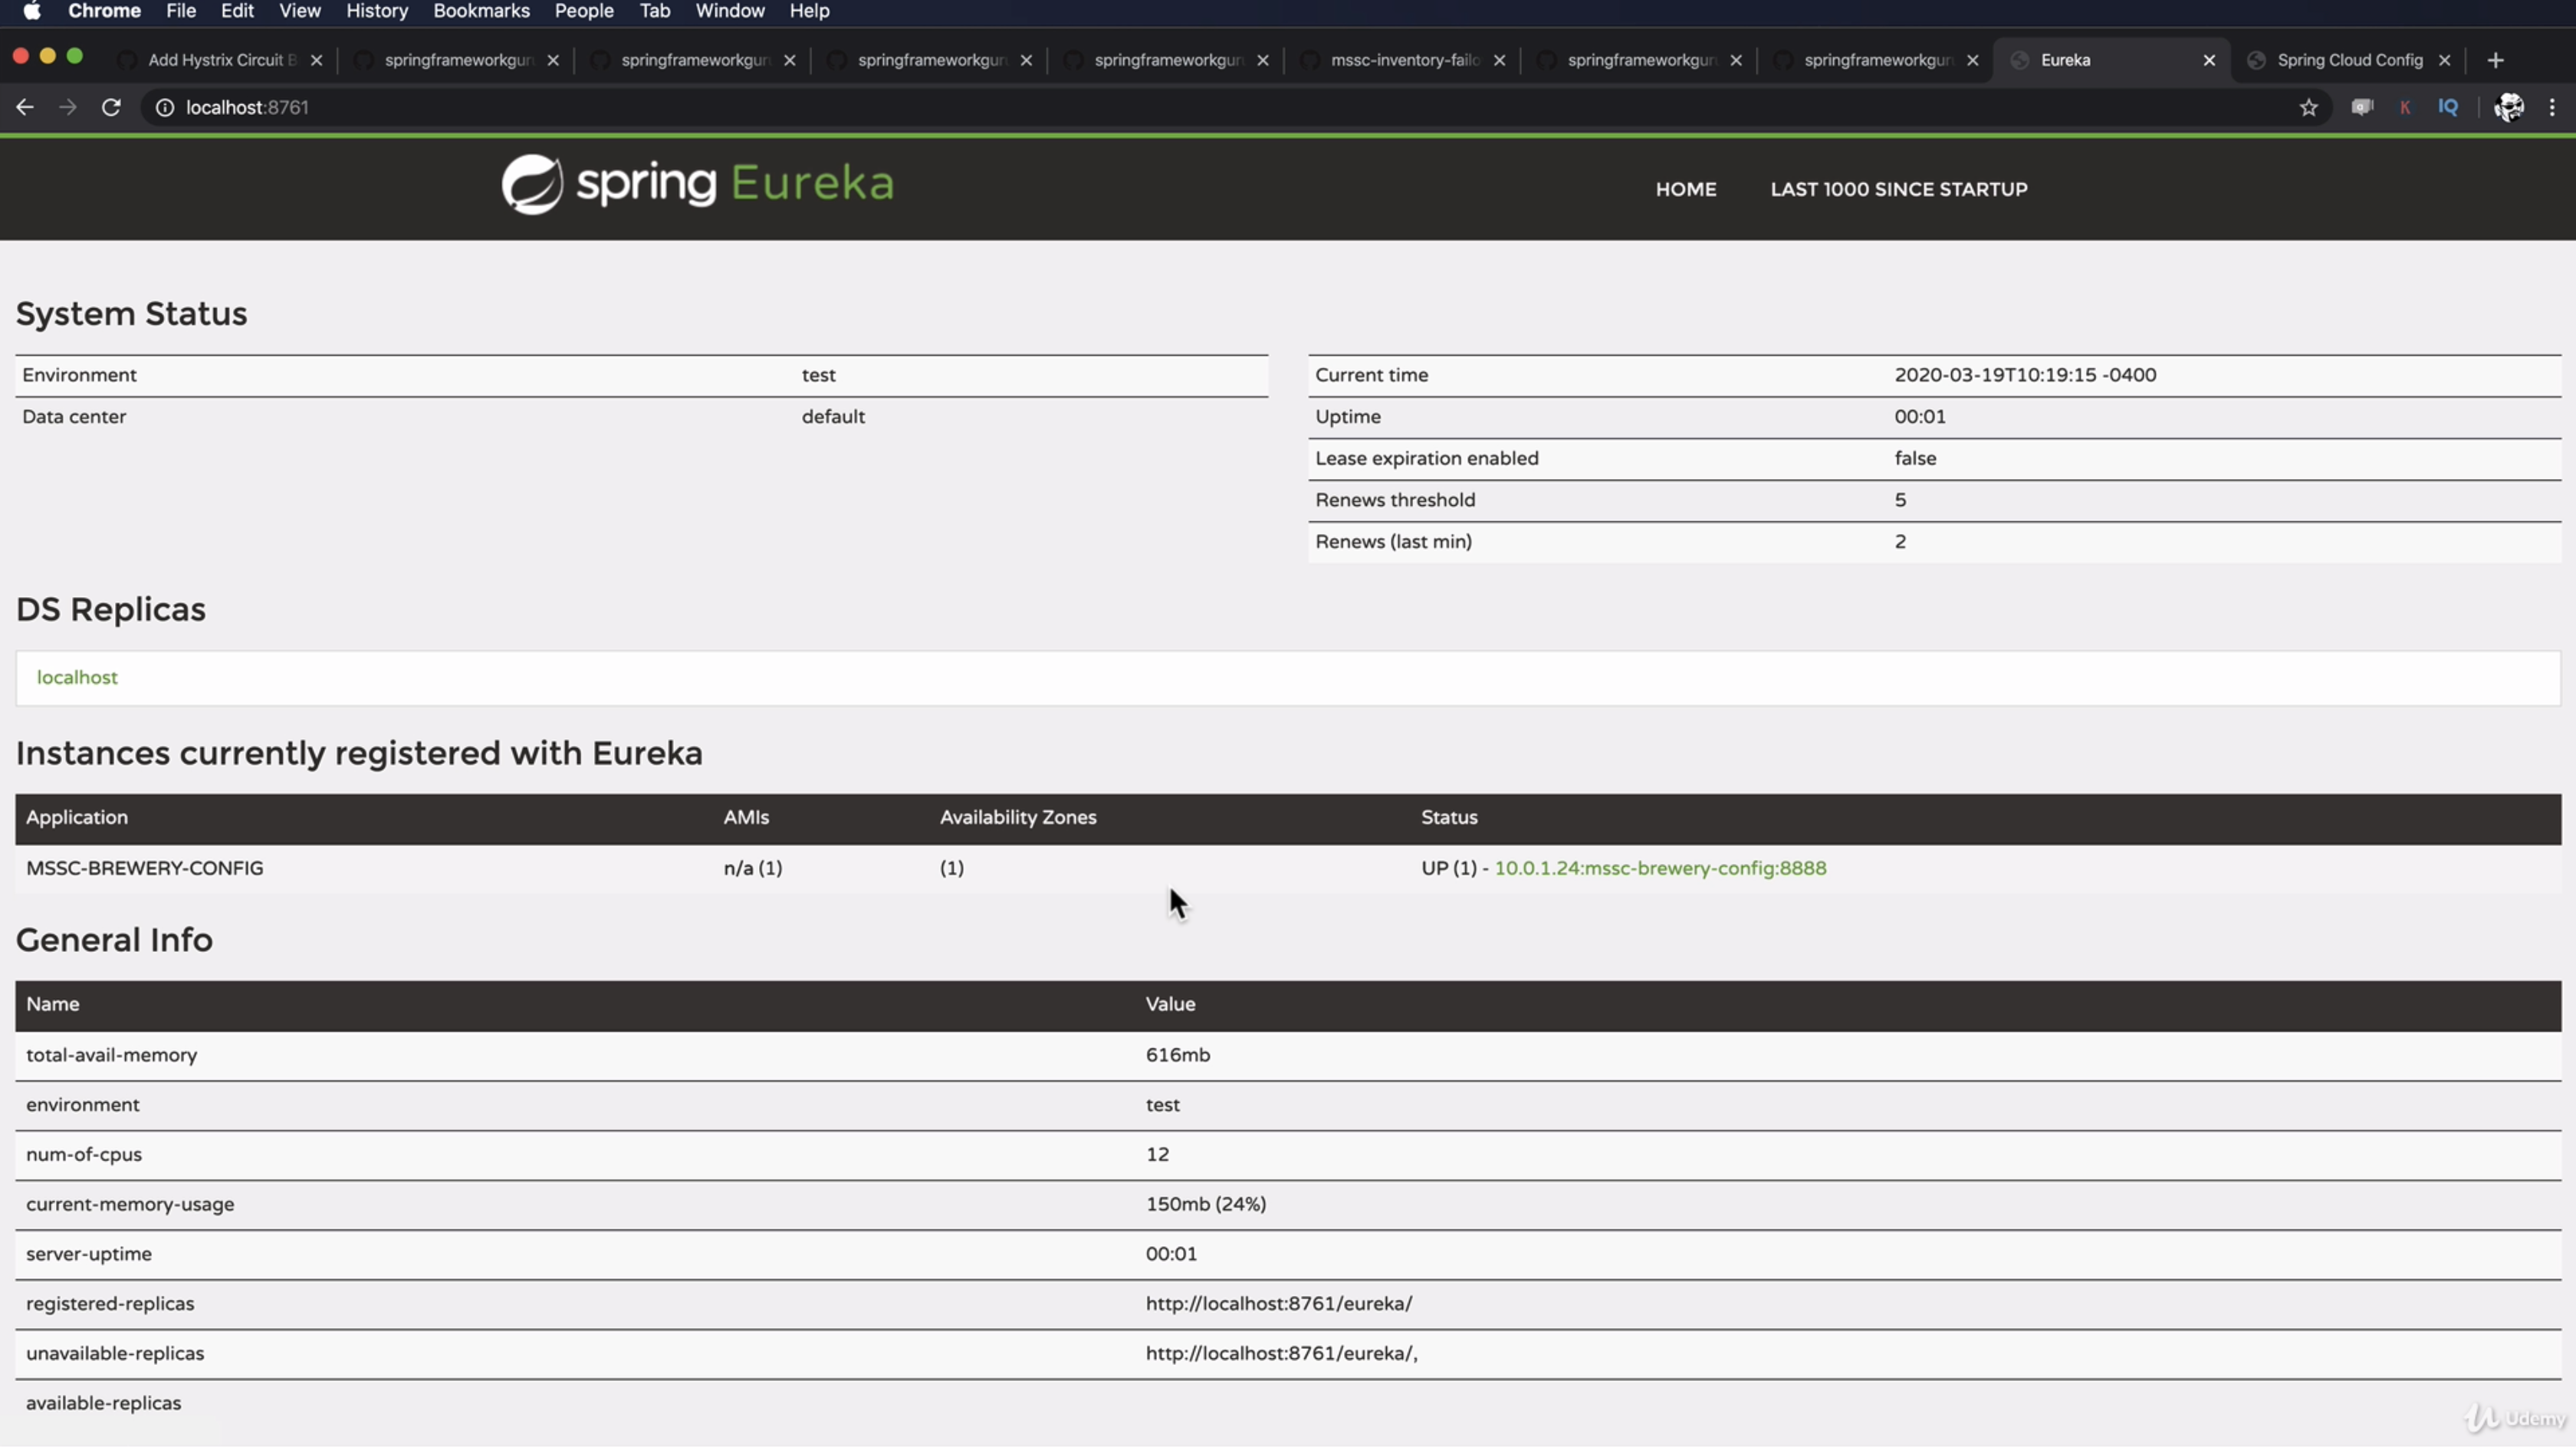 Chrome File Edit View History Bookmarks People Tab Window Help
Add Hystrix Circuit springframeworkgur springframeworkgur springframeworkgur springframeworkgur mssc-inventory-failo springframeworkgur springframeworkgur Eureka Spring Cloud Config
localhost:8761 K IQ
spring Eureka HOME LAST 1000 SINCE STARTUP
System Status
Environment test
Data center default
Current time 2020-03-19T10:19:15 -0400
Uptime 00:01
Lease expiration enabled false
Renews threshold 5
Renews (last min) 2
DS Replicas
localhost
Instances currently registered with Eureka
Application AMIs Availability Zones Status
MSSC-BREWERY-CONFIG n/a (1) (1) UP (1) - 10.0.1.24:mssc-brewery-config:8888
General Info
Name Value
total-avail-memory 616mb
environment test
num-of-cpus 12
current-memory-usage 150mb (24%)
server-uptime 00:01
registered-replicas http://localhost:8761/eureka/
unavailable-replicas http://localhost:8761/eureka/,
available-replicas
Udemy